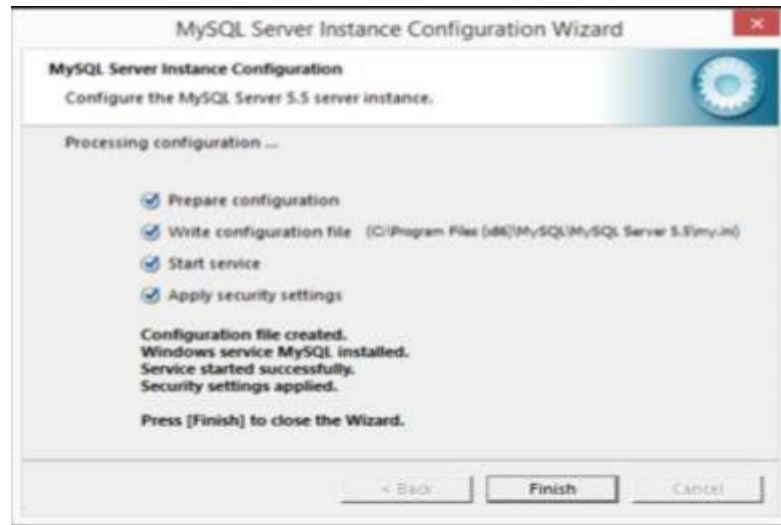 MySQL Server Instance Configuration Wizard
MySQL Server Instance Configuration
Configure the MySQL Server 5.5 server instance.
Processing configuration ...
Prepare configuration
Write configuration file (C:\Program Files (x86)\MySQL\MySQL Server 5.5\my.ini)
Start service
Apply security settings
Configuration file created.
Windows service MySQL installed.
Service started successfully.
Security settings applied.
Press [Finish] to close the Wizard.
< Back Finish Cancel